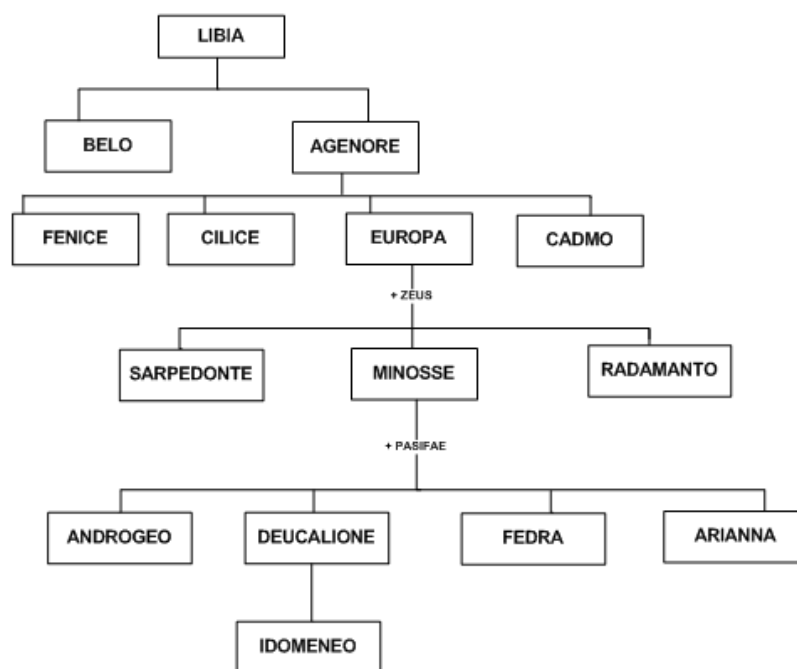 LIBIA
BELO
AGENORE
FENICE
CILICE
EUROPA
CADMO
+ ZEUS
SARPEDONTE
MINOSSE
RADAMANTO
+ PASIFAE
ANDROGEO
DEUCALIONE
FEDRA
ARIANNA
IDOMENEO